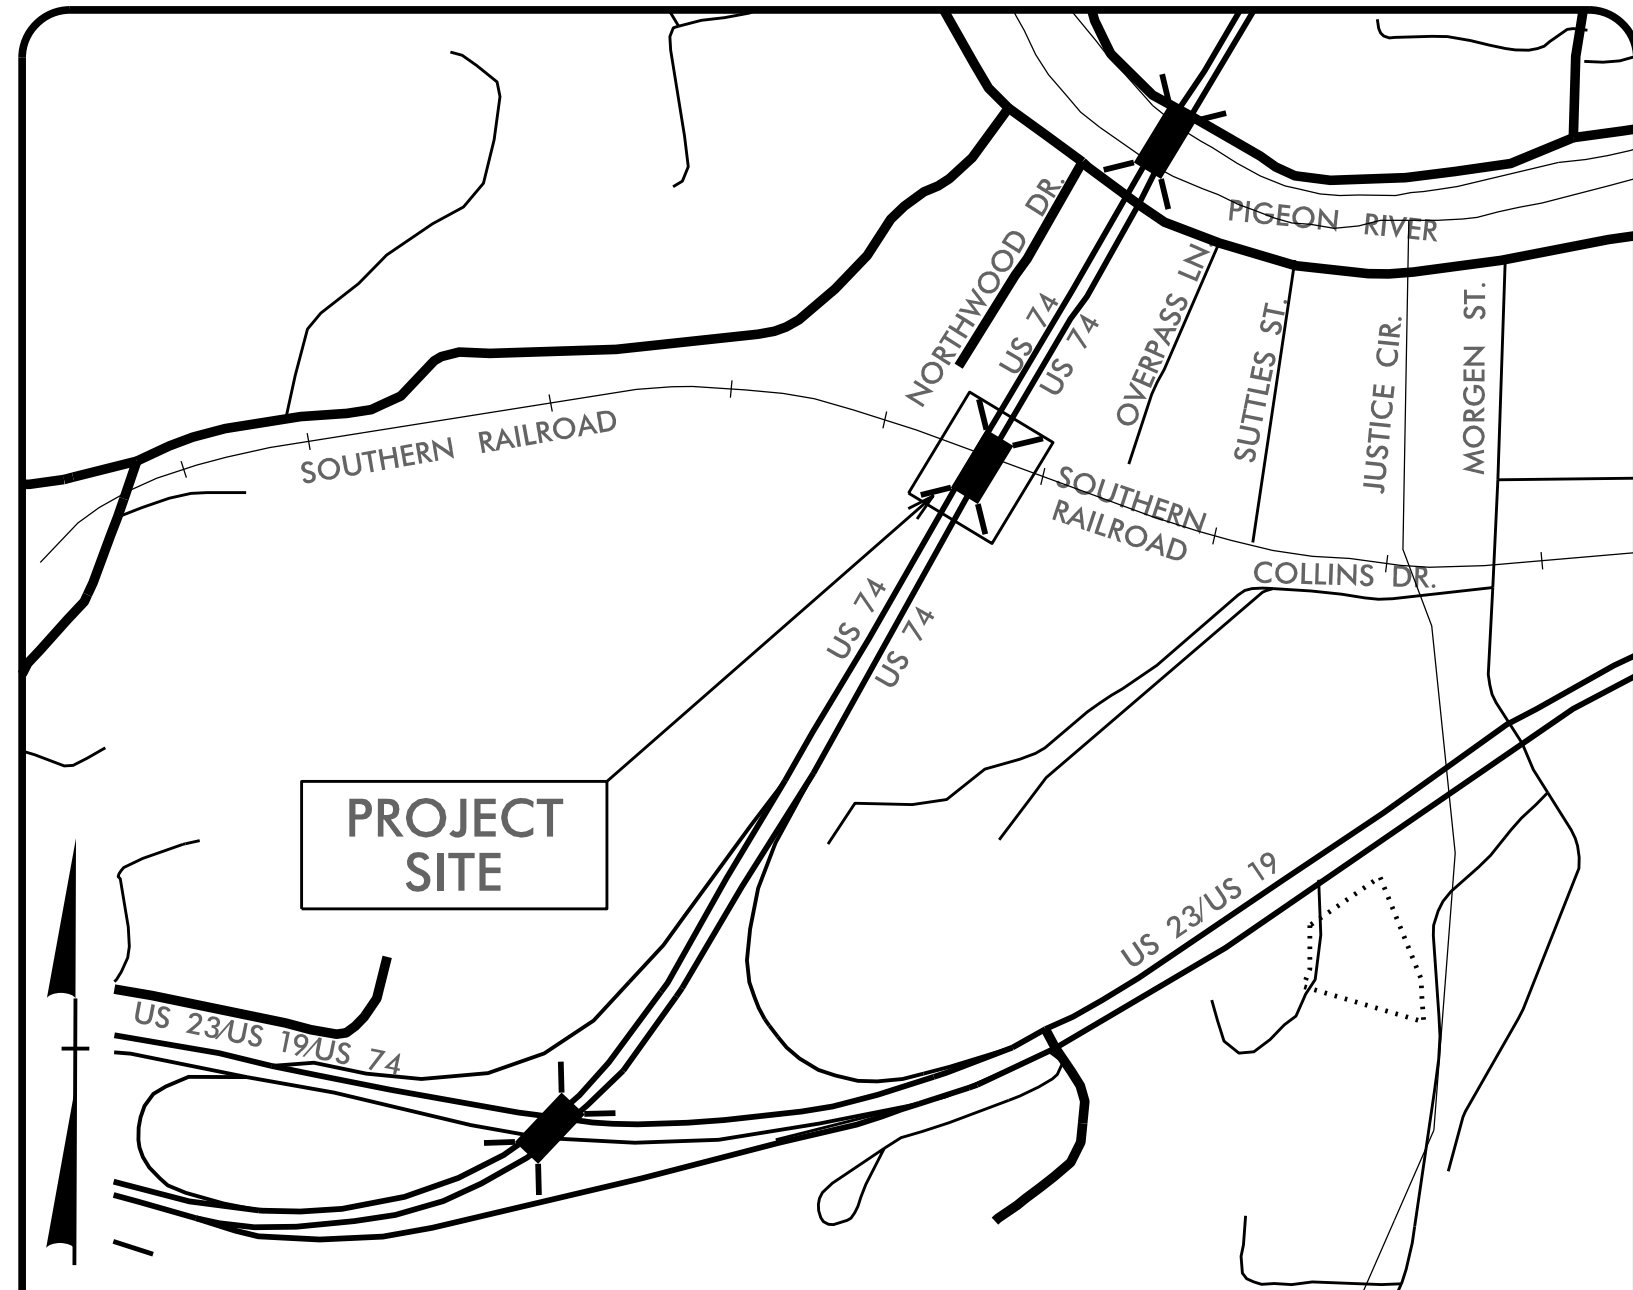 PIGEON RIVER
NORTHWOOD DR.
US 74
US 74
OVERPASS LN.
SUTTLES ST.
JUSTICE CIR.
MORGEN ST.
SOUTHERN RAILROAD
SOUTHERN
RAILROAD
COLLINS DR.
US 74
US 74
PROJECT
SITE
US 23/US 19
US 23/US 19/US 74